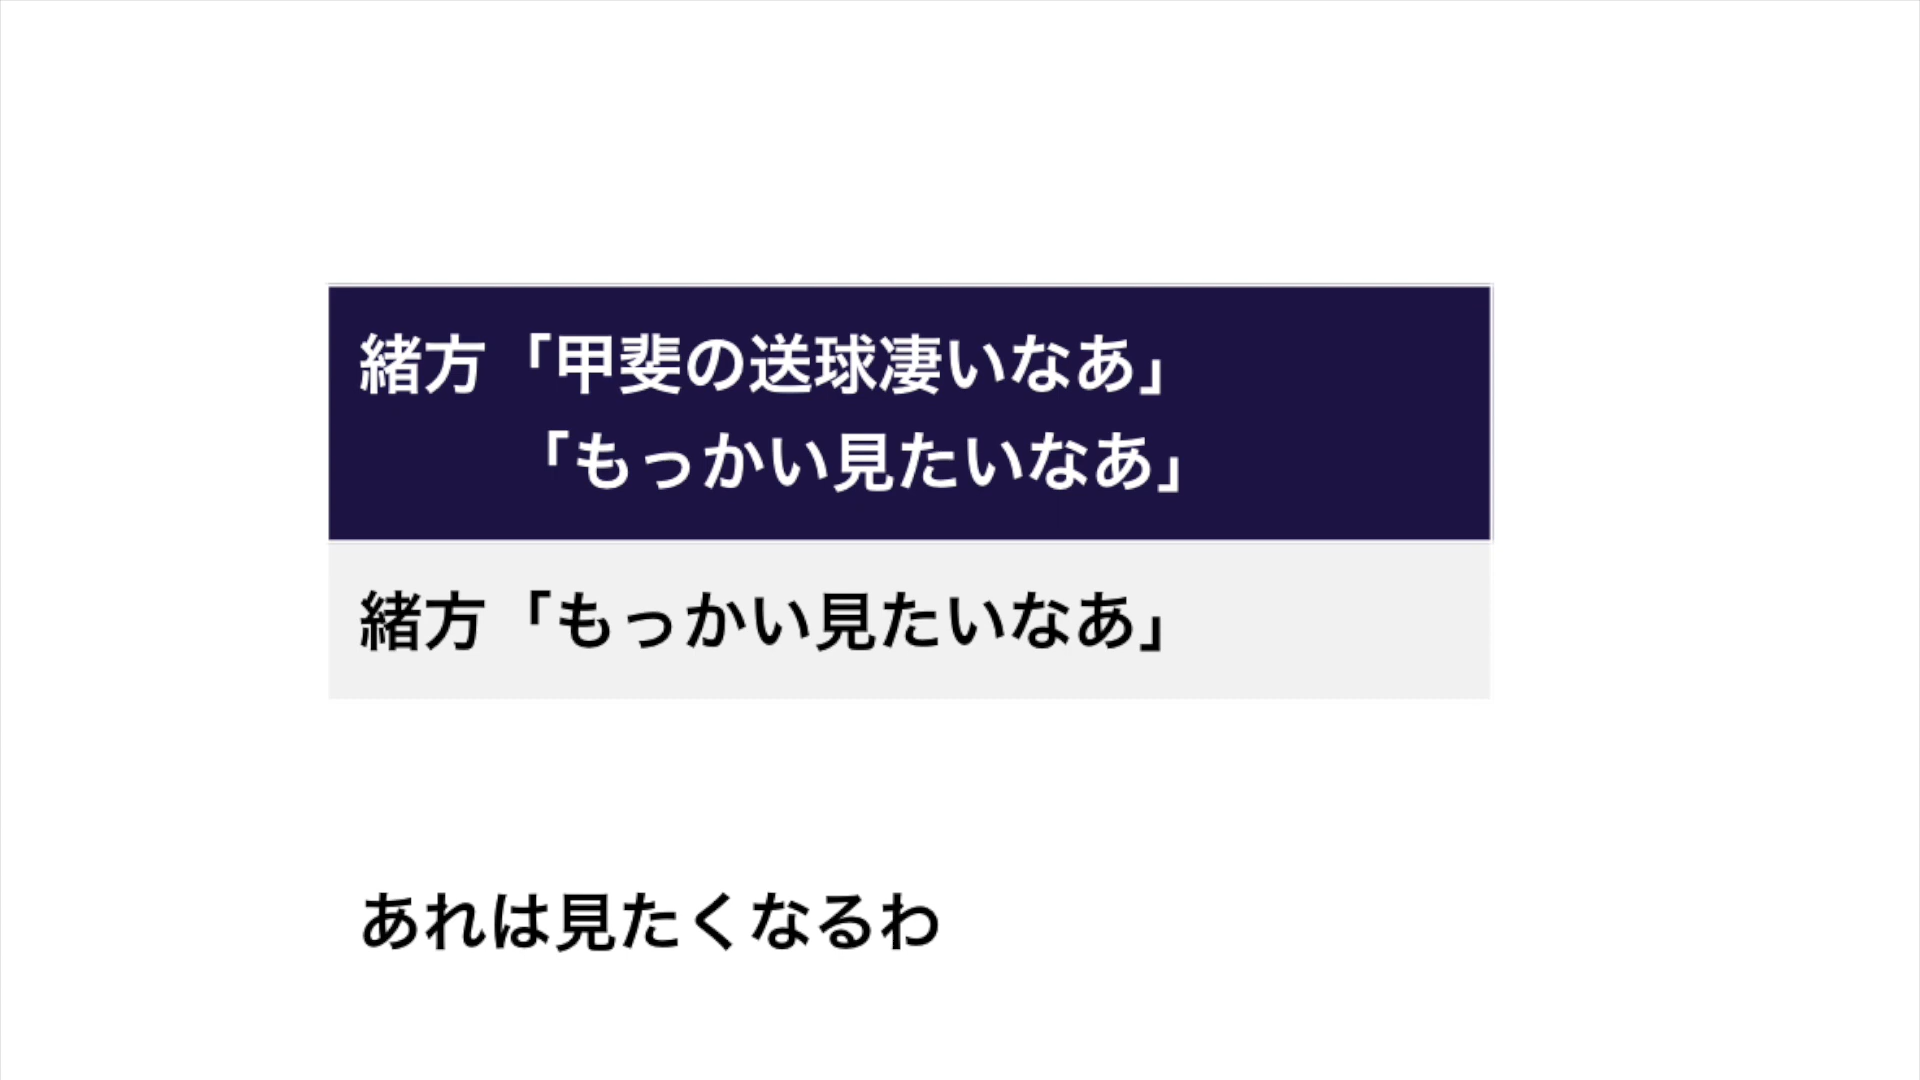 緒方「甲斐の送球凄いなあ」
「もっかい見たいなあ」
緒方「もっかい見たいなあ」
あれは見たくなるわ